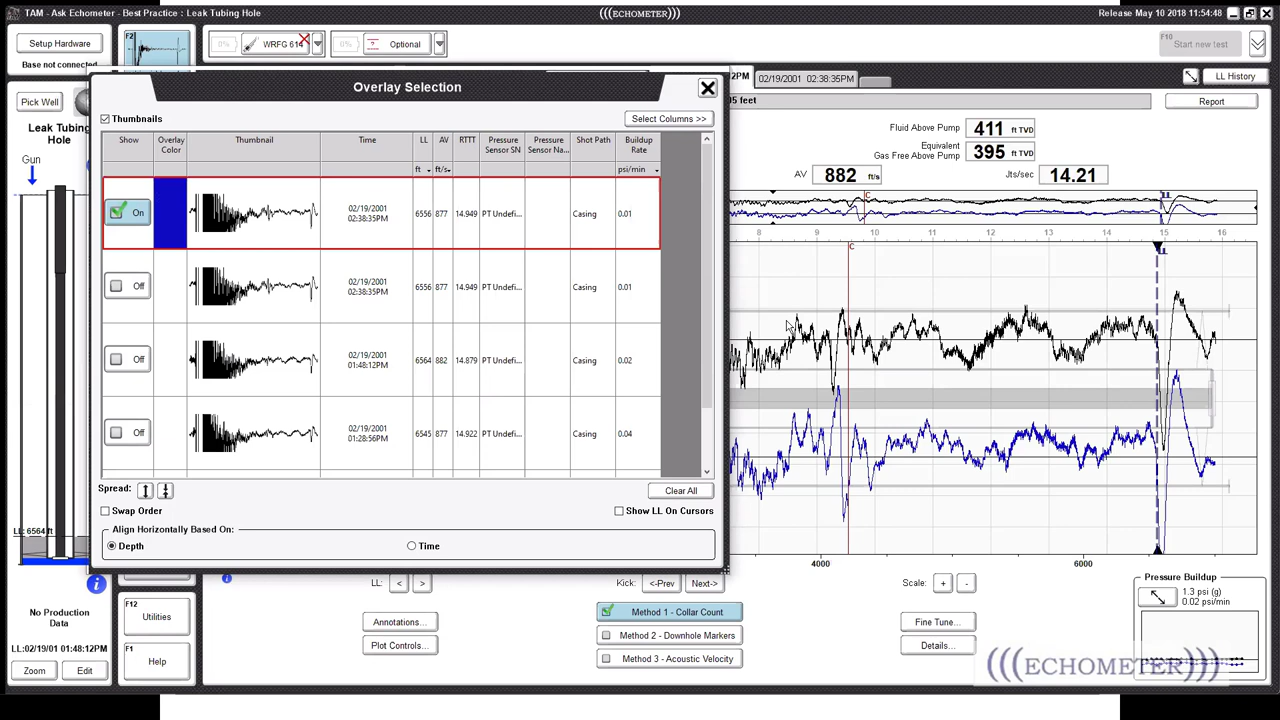 TAM - Ask Echometer - Best Practice : Leak Tubing Hole
(((ECHOMETER)))
Release May 10 2018 11:54:48
Setup Hardware
Base not connected
F2
0%
WRFG 614
0%
?
Optional
F10
Start new test
Pick Well
Leak Tubing
Hole
Gun
LL: 6564 ft
No Production
Data
LL:02/19/01 01:48:12PM
Zoom
Edit
F12
Utilities
F1
Help
Overlay Selection
Thumbnails
Select Columns >>
Show
Overlay
Color
Thumbnail
Time
LL
AV
RTTT
Pressure
Sensor SN
Pressure
Sensor Na...
Shot Path
Buildup
Rate
ft
ft/s
psi/min
On
02/19/2001
02:38:35PM
6556
877
14.949
PT Undefi...
Casing
0.01
Off
02/19/2001
02:38:35PM
6556
877
14.949
PT Undefi...
Casing
0.01
Off
02/19/2001
01:48:12PM
6564
882
14.879
PT Undefi...
Casing
0.02
Off
02/19/2001
01:28:56PM
6545
877
14.922
PT Undefi...
Casing
0.04
Spread:
Clear All
Swap Order
Show LL On Cursors
Align Horizontally Based On:
Depth
Time
2PM
02/19/2001 02:38:35PM
LL History
05 feet
Report
Fluid Above Pump
411
ft TVD
Equivalent
Gas Free Above Pump
395
ft TVD
AV
882
ft/s
Jts/sec
14.21
C
LL
8
9
10
11
12
13
14
15
16
C
LL
4000
6000
LL:
<
>
Kick:
<-Prev
Next->
Scale:
+
-
Annotations...
Plot Controls...
Method 1 - Collar Count
Method 2 - Downhole Markers
Method 3 - Acoustic Velocity
Fine Tune...
Details...
Pressure Buildup
1.3 psi (g)
0.02 psi/min
(((ECHOMETER)))